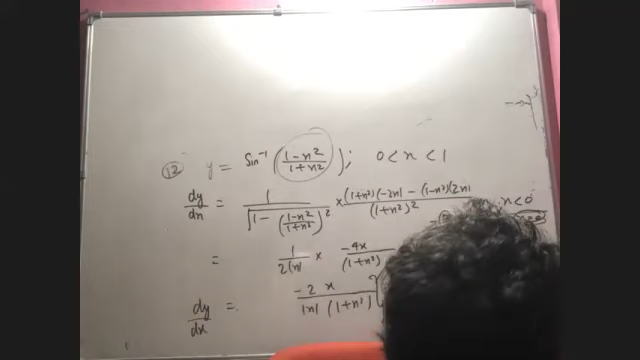 (12) y = Sin⁻¹ ( (1-x²)/(1+x²) ) ; 0 < x < 1
dy/dx = 1/√(1 - ((1-x²)/(1+x²))²) × ((1+x²)(-2x) - (1-x²)(2x))/(1+x²)²
x<0
= 1/(2|x|) × -4x/(1+x²)
dy/dx = -2x/(|x|(1+x²))